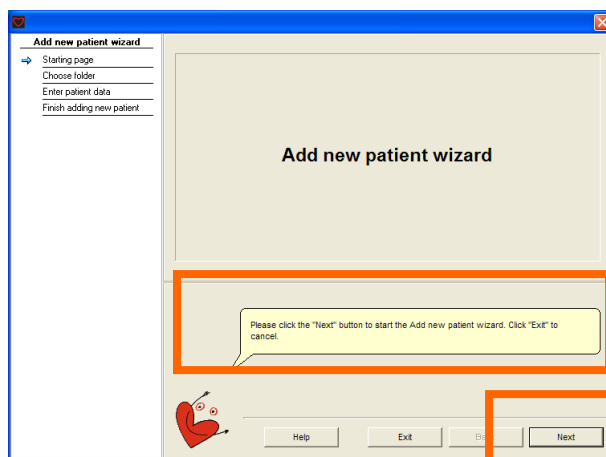 Add new patient wizard
Starting page
Choose folder
Enter patient data
Finish adding new patient
Add new patient wizard
Please click the "Next" button to start the Add new patient wizard. Click "Exit" to
cancel.
Help Exit Next